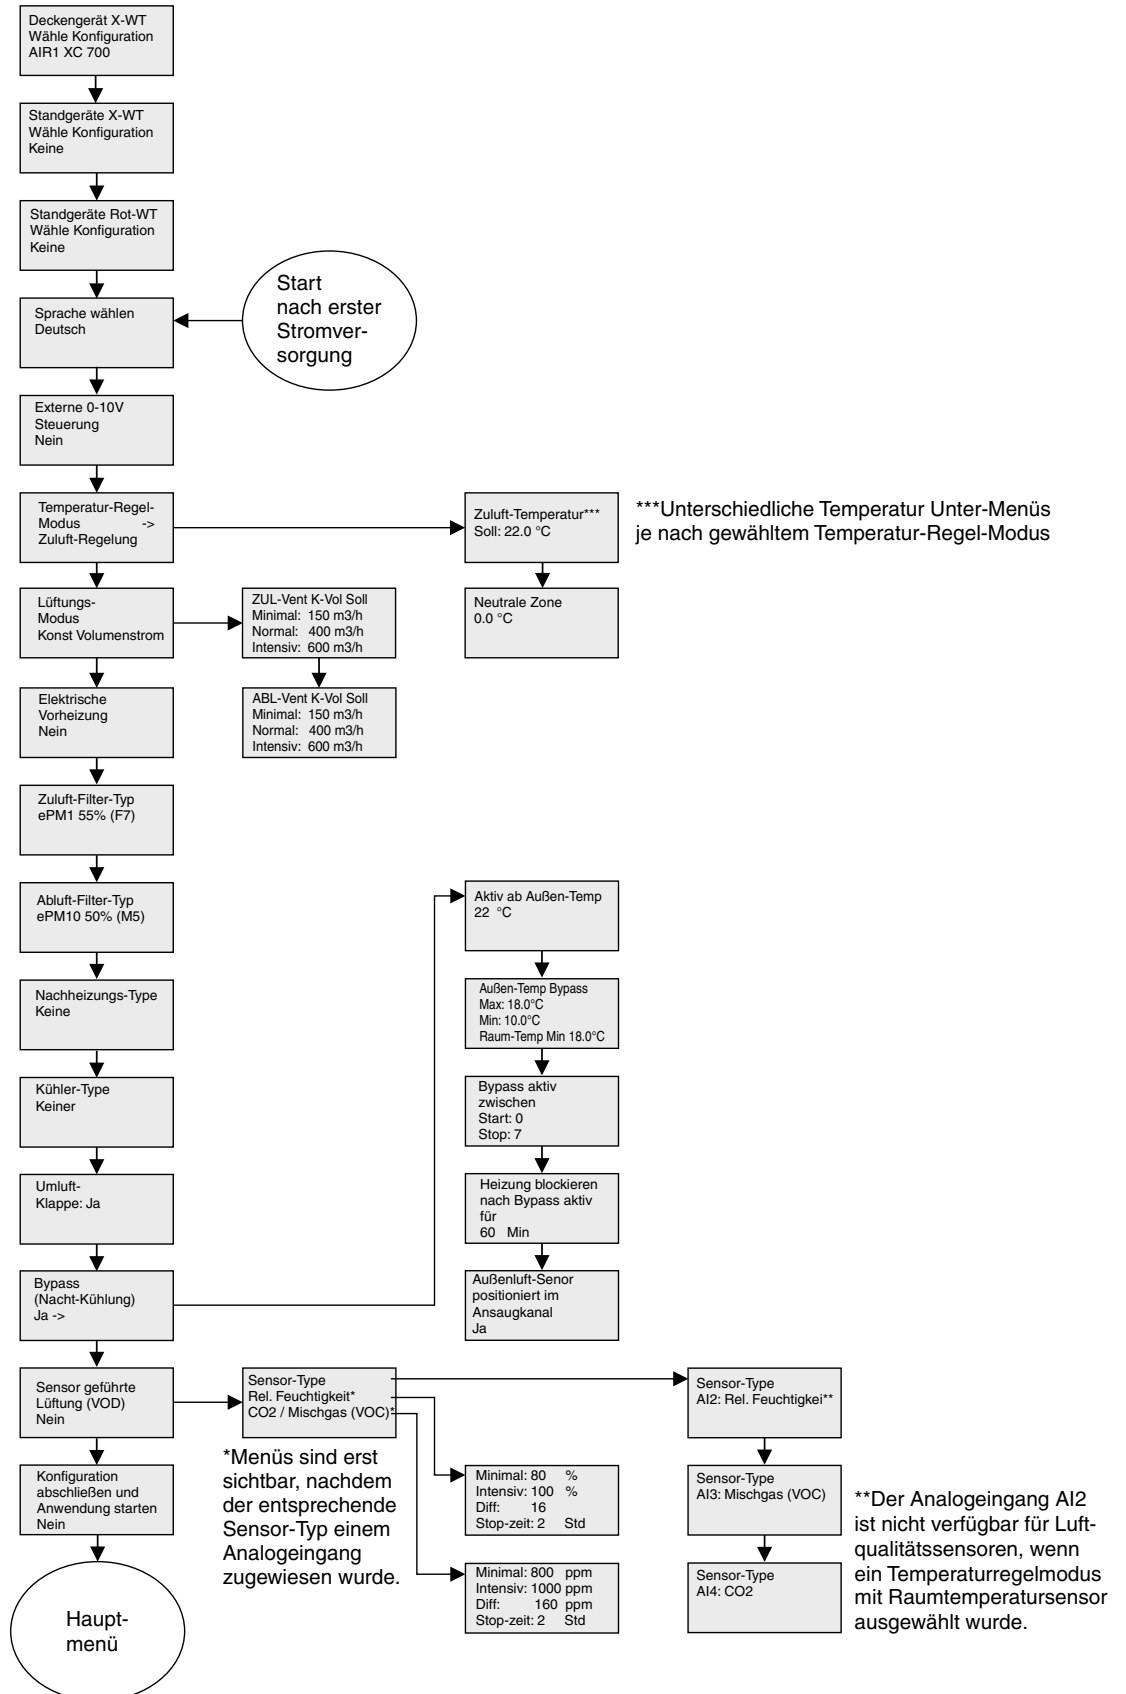 Deckengerät X-WT
Wähle Konfiguration
AIR1 XC 700
Standgeräte X-WT
Wähle Konfiguration
Keine
Standgeräte Rot-WT
Wähle Konfiguration
Keine
Start
nach erster
Stromver-
sorgung
Sprache wählen
Deutsch
Externe 0-10V
Steuerung
Nein
Temperatur-Regel-
Modus ->
Zuluft-Regelung
Zuluft-Temperatur***
Soll: 22.0 °C
***Unterschiedliche Temperatur Unter-Menüs
je nach gewähltem Temperatur-Regel-Modus
Neutrale Zone
0.0 °C
Lüftungs-
Modus
Konst Volumenstrom
ZUL-Vent K-Vol Soll
Minimal: 150 m3/h
Normal: 400 m3/h
Intensiv: 600 m3/h
ABL-Vent K-Vol Soll
Minimal: 150 m3/h
Normal: 400 m3/h
Intensiv: 600 m3/h
Elektrische
Vorheizung
Nein
Zuluft-Filter-Typ
ePM1 55% (F7)
Abluft-Filter-Typ
ePM10 50% (M5)
Nachheizungs-Type
Keine
Kühler-Type
Keiner
Umluft-
Klappe: Ja
Bypass
(Nacht-Kühlung)
Ja ->
Aktiv ab Außen-Temp
22 °C
Außen-Temp Bypass
Max: 18.0°C
Min: 10.0°C
Raum-Temp Min 18.0°C
Bypass aktiv
zwischen
Start: 0
Stop: 7
Heizung blockieren
nach Bypass aktiv
für
60 Min
Außenluft-Senor
positioniert im
Ansaugkanal
Ja
Sensor geführte
Lüftung (VOD)
Nein
Sensor-Type
Rel. Feuchtigkeit*
CO2 / Mischgas (VOC)*
*Menüs sind erst
sichtbar, nachdem
der entsprechende
Sensor-Typ einem
Analogeingang
zugewiesen wurde.
Minimal: 80 %
Intensiv: 100 %
Diff: 16
Stop-zeit: 2 Std
Minimal: 800 ppm
Intensiv: 1000 ppm
Diff: 160 ppm
Stop-zeit: 2 Std
Sensor-Type
AI2: Rel. Feuchtigkei**
Sensor-Type
AI3: Mischgas (VOC)
Sensor-Type
AI4: CO2
**Der Analogeingang AI2
ist nicht verfügbar für Luft-
qualitätssensoren, wenn
ein Temperaturregelmodus
mit Raumtemperatursensor
ausgewählt wurde.
Konfiguration
abschließen und
Anwendung starten
Nein
Haupt-
menü